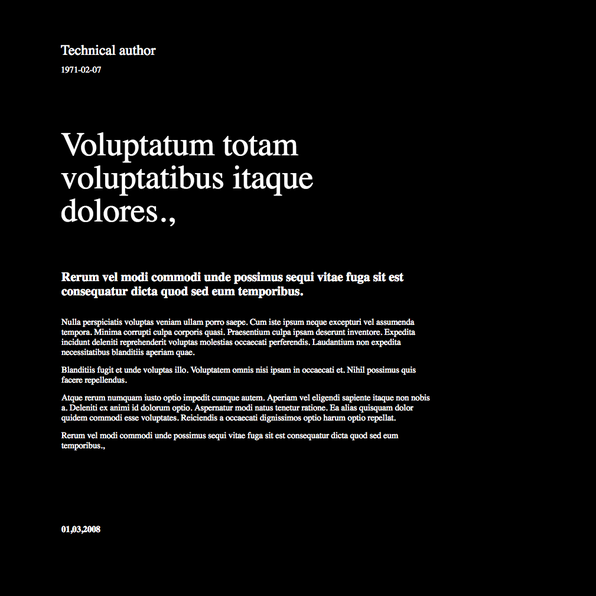 Technical author
1971-02-07
Voluptatum totam
voluptatibus itaque
dolores.,
Rerum vel modi commodi unde possimus sequi vitae fuga sit est
consequatur dicta quod sed eum temporibus.
Nulla perspiciatis voluptas veniam ullam porro saepe. Cum iste ipsum neque excepturi vel assumenda
tempora. Minima corrupti culpa corporis quasi. Praesentium culpa ipsam deserunt inventore. Expedita
incidunt deleniti reprehenderit voluptas molestias occaecati perferendis. Laudantium non expedita
necessitatibus blanditiis aperiam quae.
Blanditiis fugit et unde voluptas illo. Voluptatem omnis nisi ipsam in occaecati et. Nihil possimus quis
facere repellendus.
Atque rerum numquam iusto optio impedit cumque autem. Aperiam vel eligendi sapiente itaque non nobis
a. Deleniti ex animi id dolorum optio. Aspernatur modi natus tenetur ratione. Ea alias quisquam dolor
quidem commodi esse voluptates. Reiciendis a occaecati dignissimos optio harum optio repellat.
Rerum vel modi commodi unde possimus sequi vitae fuga sit est consequatur dicta quod sed eum
temporibus.,
01,03,2008